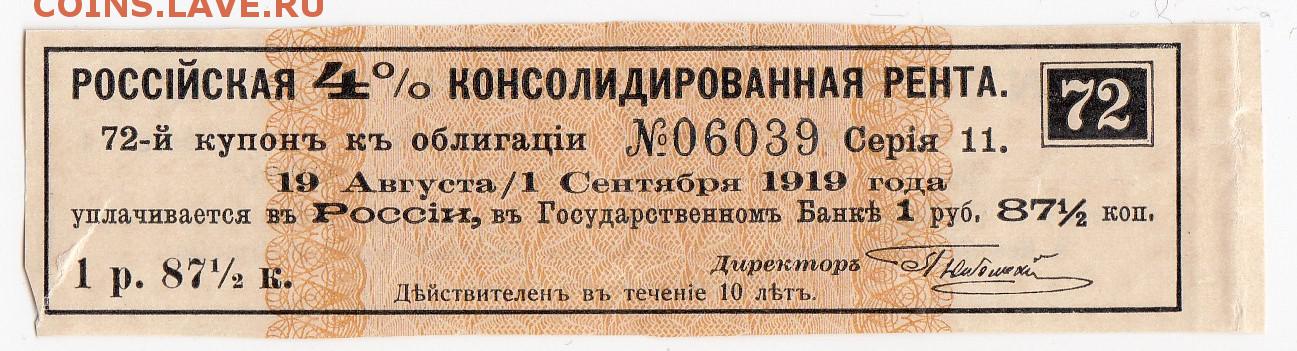 COINS.LAVE.RU
РОССІЙСКАЯ 4% КОНСОЛИДИРОВАННАЯ РЕНТА. 72
72-й купонъ къ облигаціи №06039 Серія 11.
19 Августа/1 Сентября 1919 года
уплачивается въ Россіи, въ Государственномъ Банкѣ 1 руб. 87½ коп.
1 р. 87½ к. Директоръ
Дѣйствителенъ въ теченіе 10 лѣтъ.